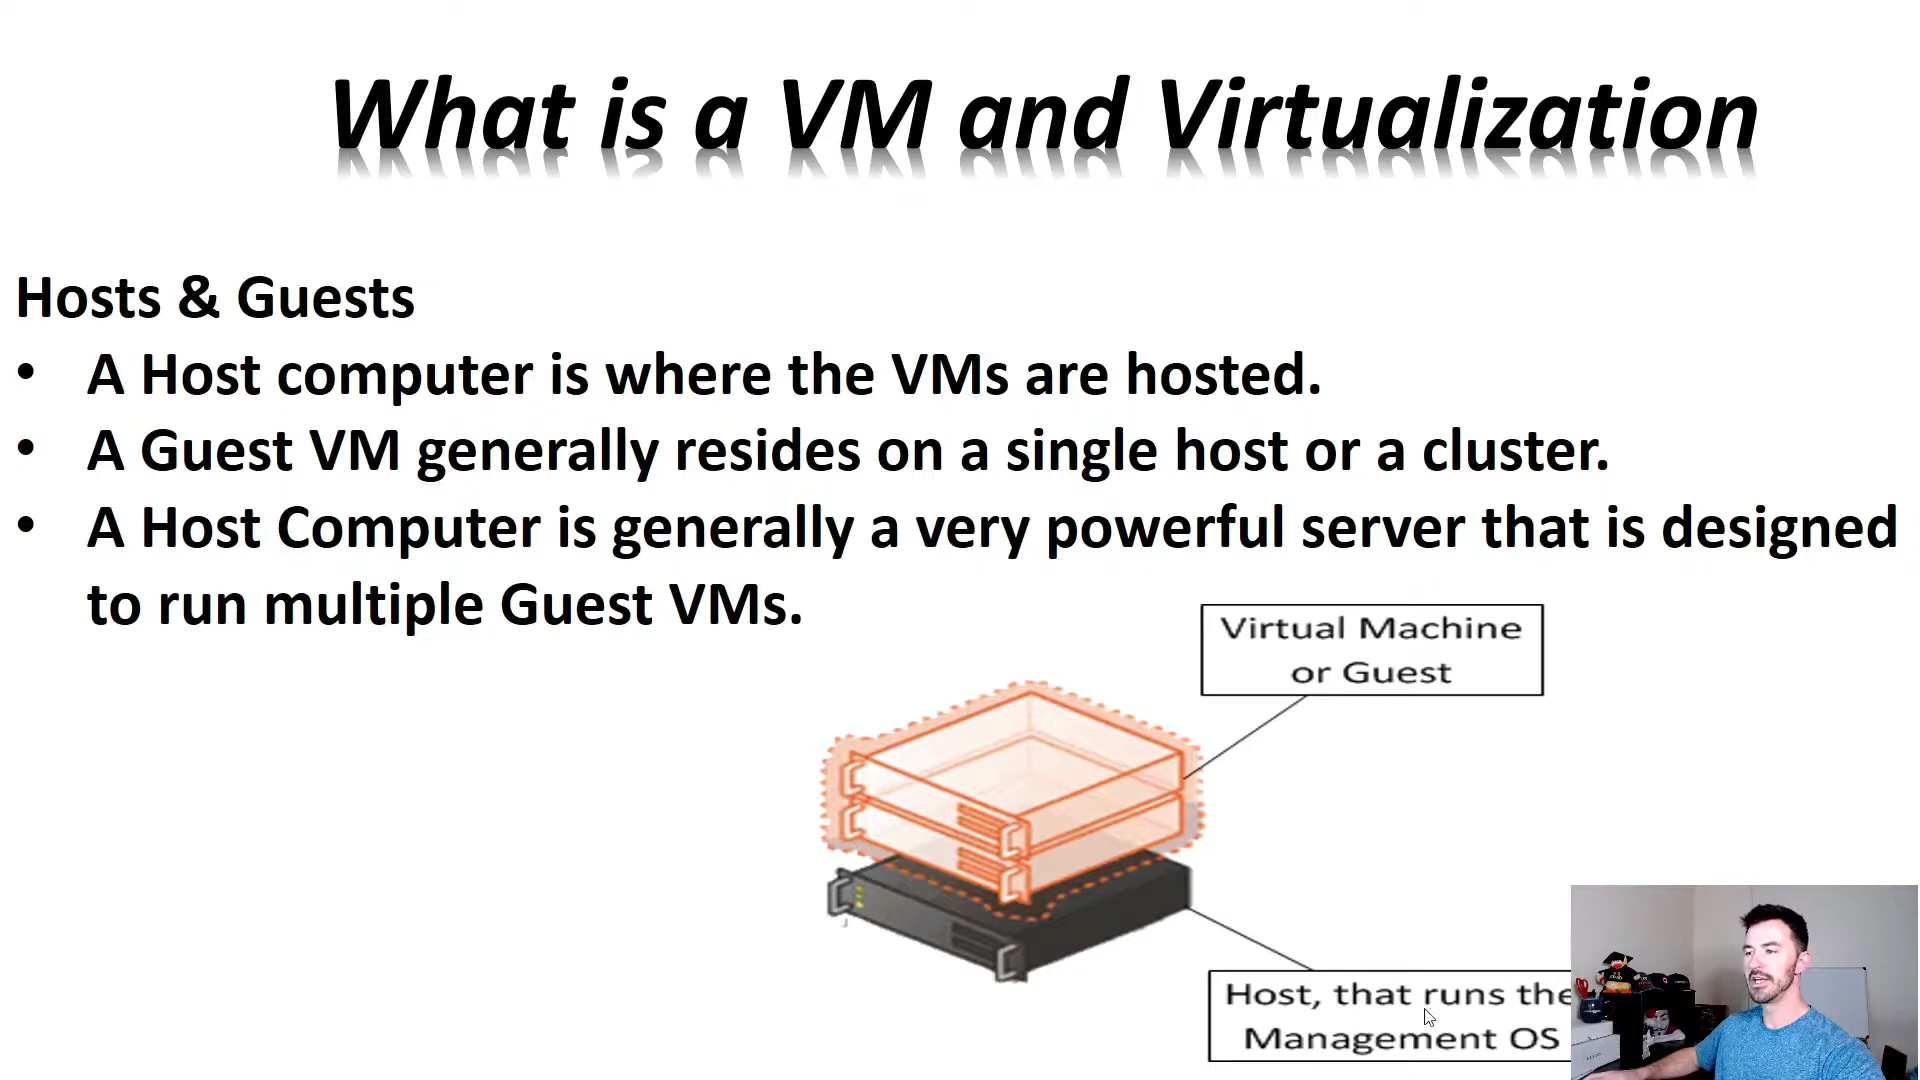 What is a VM and Virtualization
Hosts & Guests
• A Host computer is where the VMs are hosted.
• A Guest VM generally resides on a single host or a cluster.
• A Host Computer is generally a very powerful server that is designed
to run multiple Guest VMs.
Virtual Machine
or Guest
Host, that runs the
Management OS